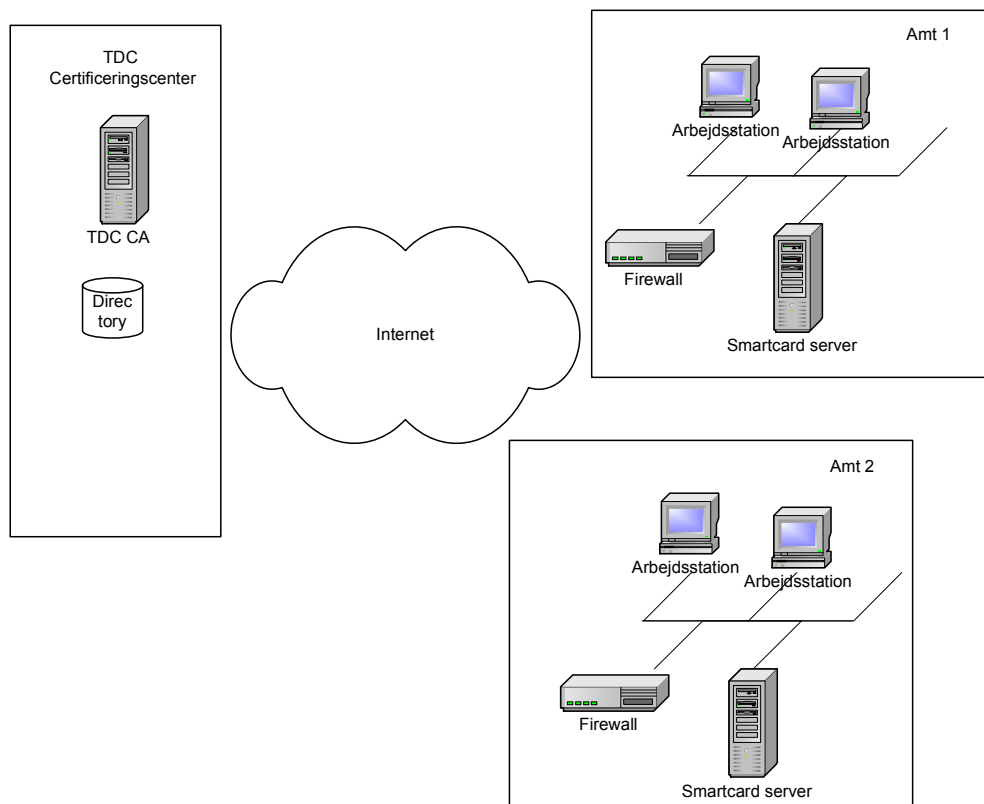 TDC
Certificeringscenter
TDC CA
Direc
tory
Internet
Amt 1
Arbejdsstation
Arbejdsstation
Firewall
Smartcard server
Amt 2
Arbejdsstation
Arbejdsstation
Firewall
Smartcard server